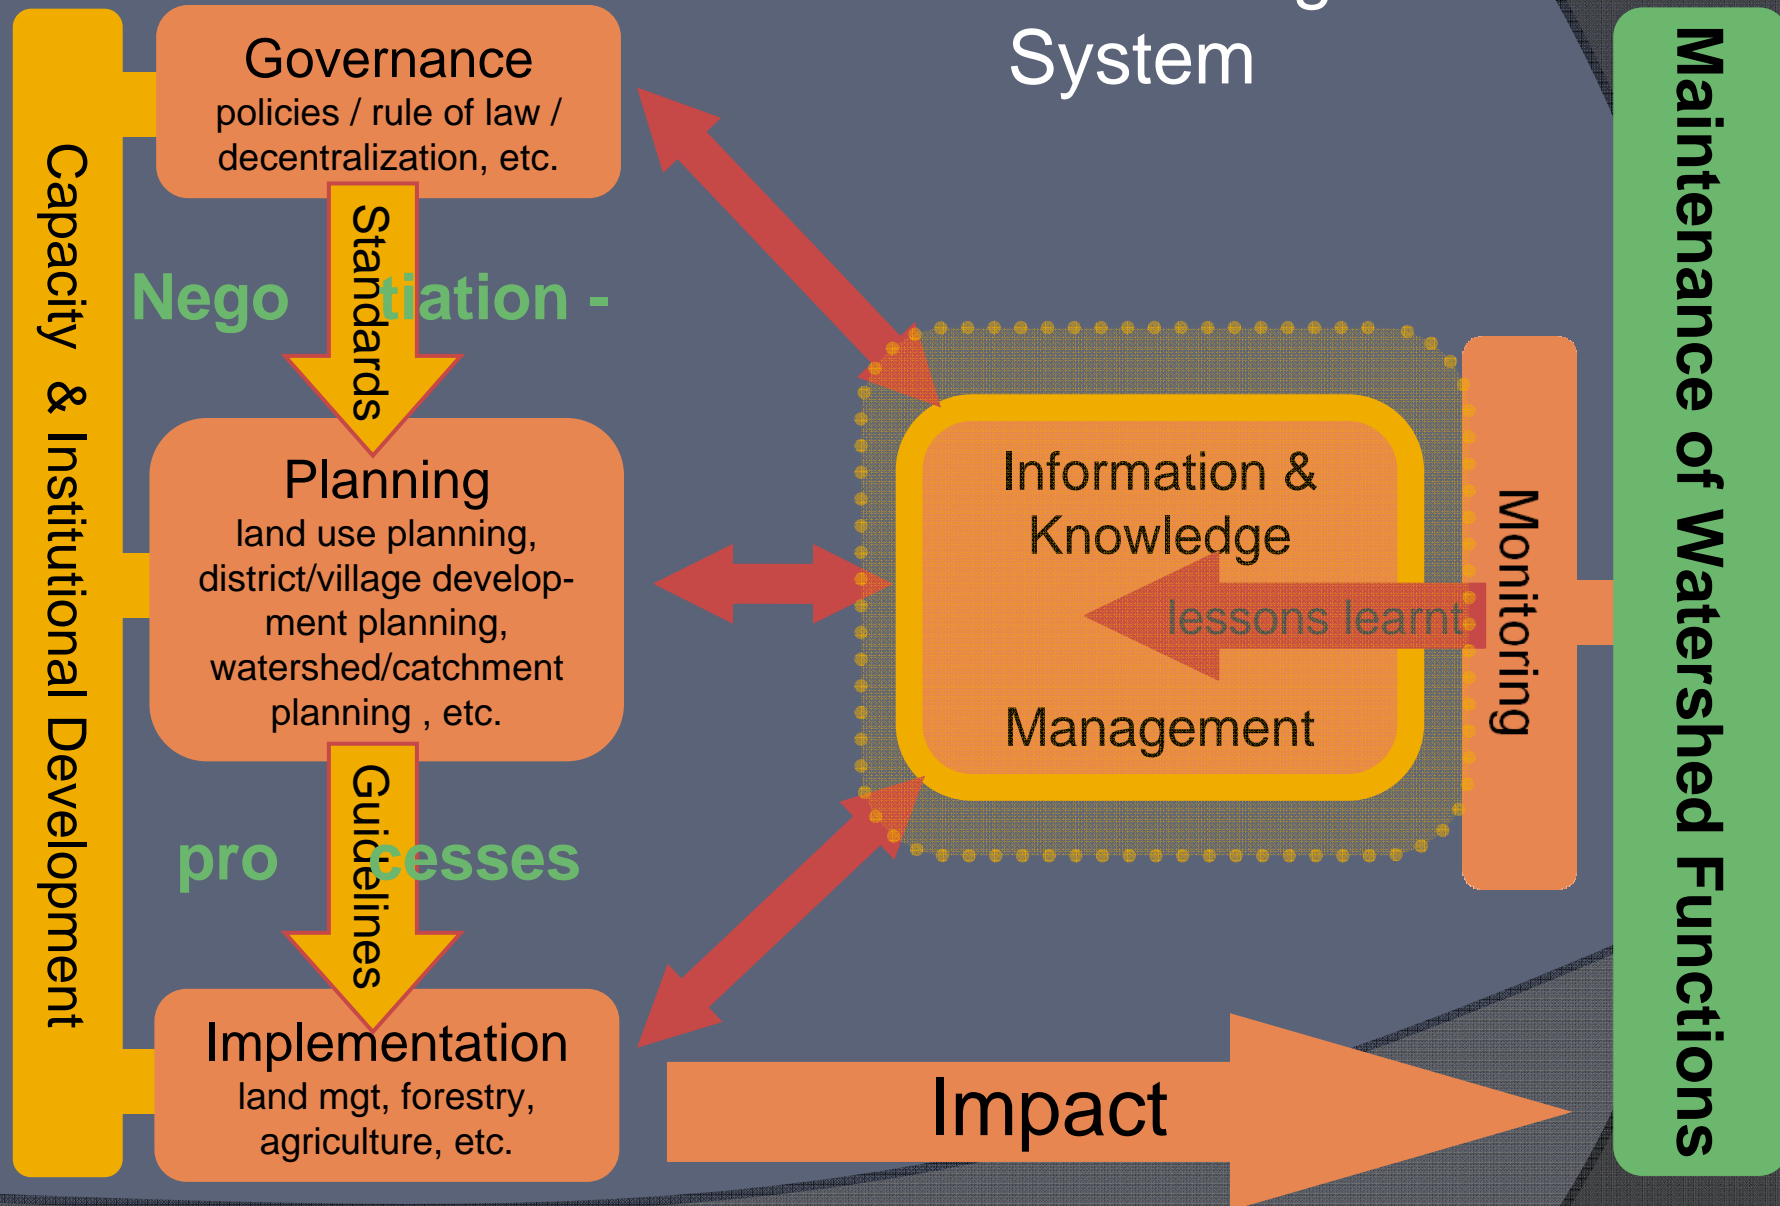 System
Governance
policies / rule of law /
decentralization, etc.
Standards
Nego tiation -
Planning
land use planning,
district/village develop-
ment planning,
watershed/catchment
planning , etc.
Guidelines
pro cesses
Implementation
land mgt, forestry,
agriculture, etc.
Capacity & Institutional Development
Information &
Knowledge
lessons learnt
Management
Monitoring
Impact
Maintenance of Watershed Functions